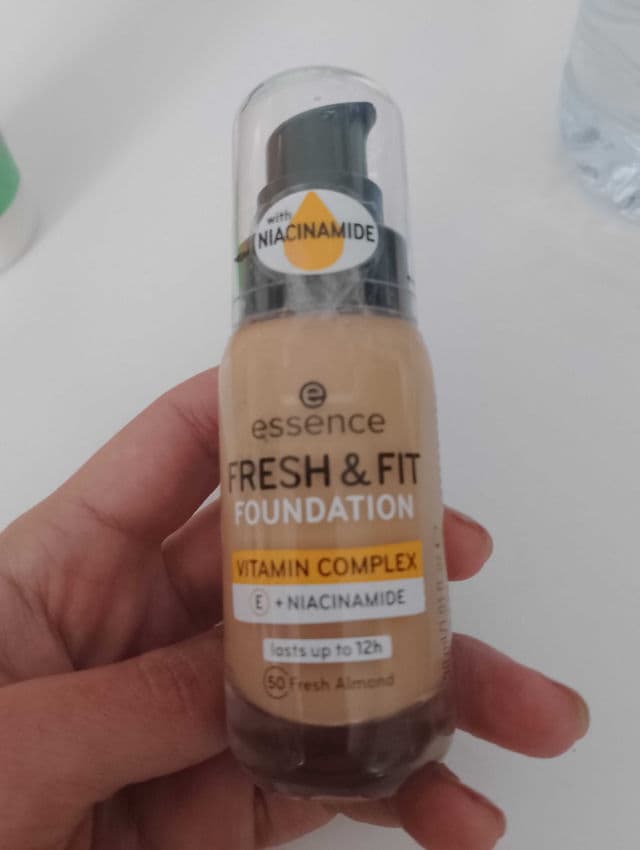 with
NIACINAMIDE
e
essence
FRESH & FIT
FOUNDATION
VITAMIN COMPLEX
E + NIACINAMIDE
lasts up to 12h
50 Fresh Almond